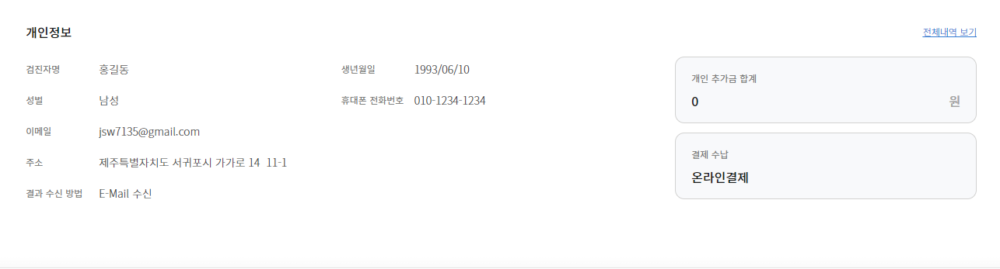 개인정보
전체내역 보기
검진자명 홍길동 생년월일 1993/06/10
성별 남성 휴대폰 전화번호 010-1234-1234
이메일 jsw7135@gmail.com
주소 제주특별자치도 서귀포시 가가로 14 11-1
결과 수신 방법 E-Mail 수신
개인 추가금 합계
0 원
결제 수납
온라인결제